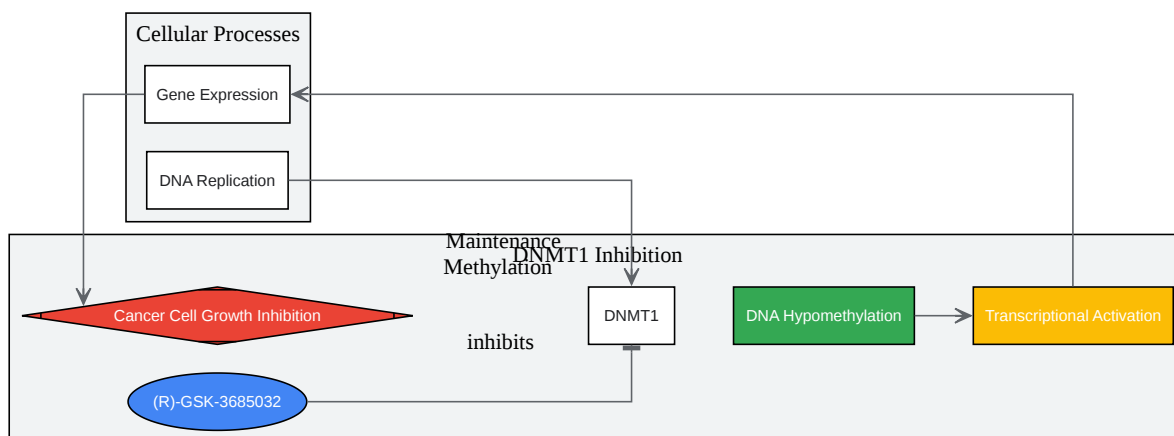 Cellular Processes
Gene Expression
DNA Replication
Maintenance
Methylation
DNMT1 Inhibition
Cancer Cell Growth Inhibition
DNMT1
DNA Hypomethylation
Transcriptional Activation
inhibits
(R)-GSK-3685032